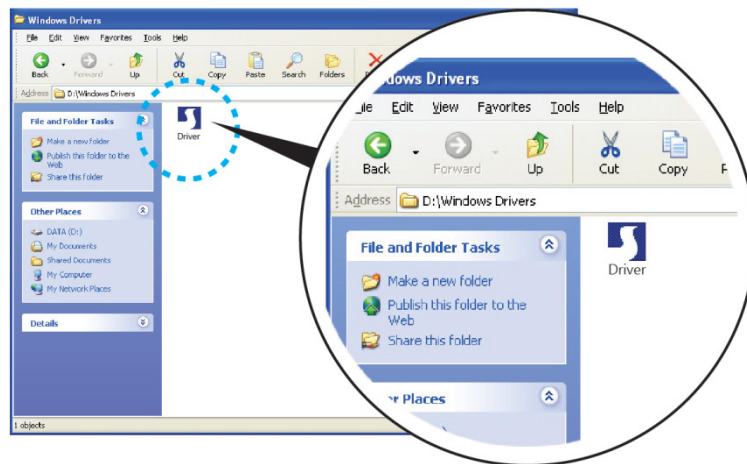 Windows Drivers
File Edit View Favorites Tools Help
Back Forward Up Cut Copy Paste Search Folders
Address D:\Windows Drivers
File and Folder Tasks
Make a new folder
Publish this folder to the
Web
Share this folder
Other Places
DATA (D:)
My Documents
Shared Documents
My Computer
My Network Places
Details
Driver
1 objects
dows Drivers
ile Edit View Favorites Tools Help
Back Forward Up Cut Copy
Address D:\Windows Drivers
File and Folder Tasks
Make a new folder
Publish this folder to the
Web
Share this folder
er Places
Driver